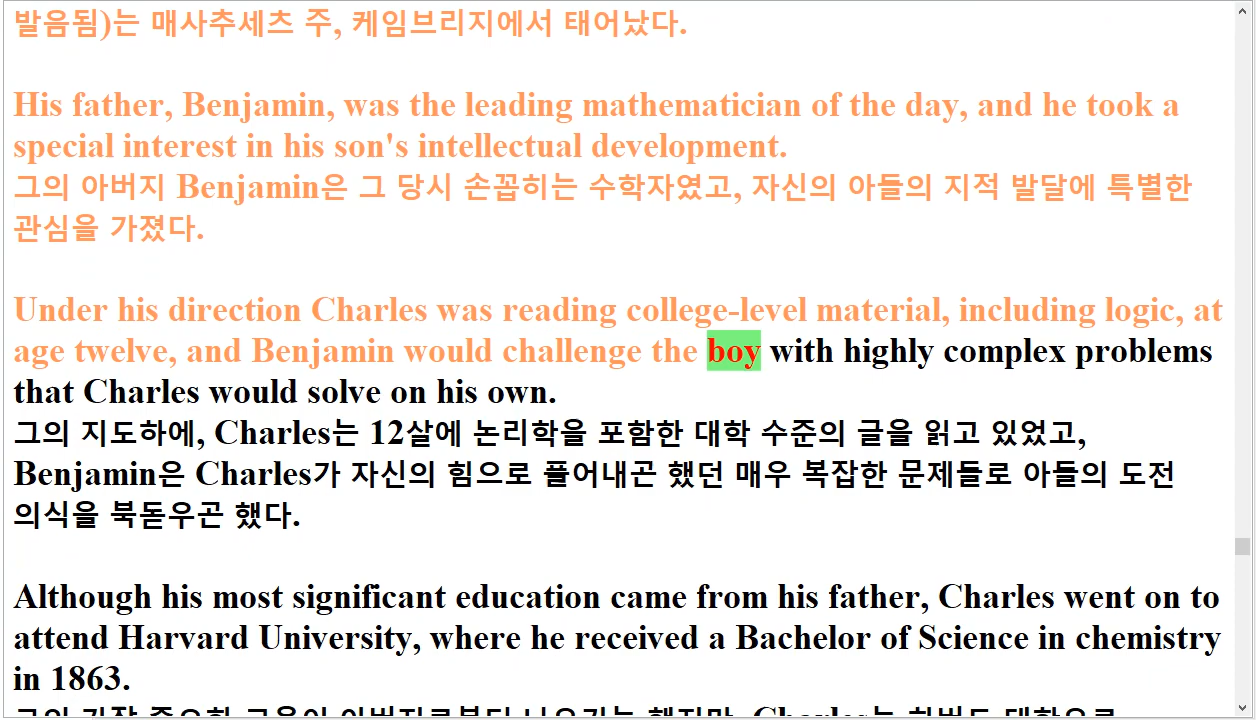 발음됨)는 매사추세츠 주, 케임브리지에서 태어났다.
His father, Benjamin, was the leading mathematician of the day, and he took a
special interest in his son's intellectual development.
그의 아버지 Benjamin은 그 당시 손꼽히는 수학자였고, 자신의 아들의 지적 발달에 특별한
관심을 가졌다.
Under his direction Charles was reading college-level material, including logic, at
age twelve, and Benjamin would challenge the boy with highly complex problems
that Charles would solve on his own.
그의 지도하에, Charles는 12살에 논리학을 포함한 대학 수준의 글을 읽고 있었고,
Benjamin은 Charles가 자신의 힘으로 풀어내곤 했던 매우 복잡한 문제들로 아들의 도전
의식을 북돋우곤 했다.
Although his most significant education came from his father, Charles went on to
attend Harvard University, where he received a Bachelor of Science in chemistry
in 1863.